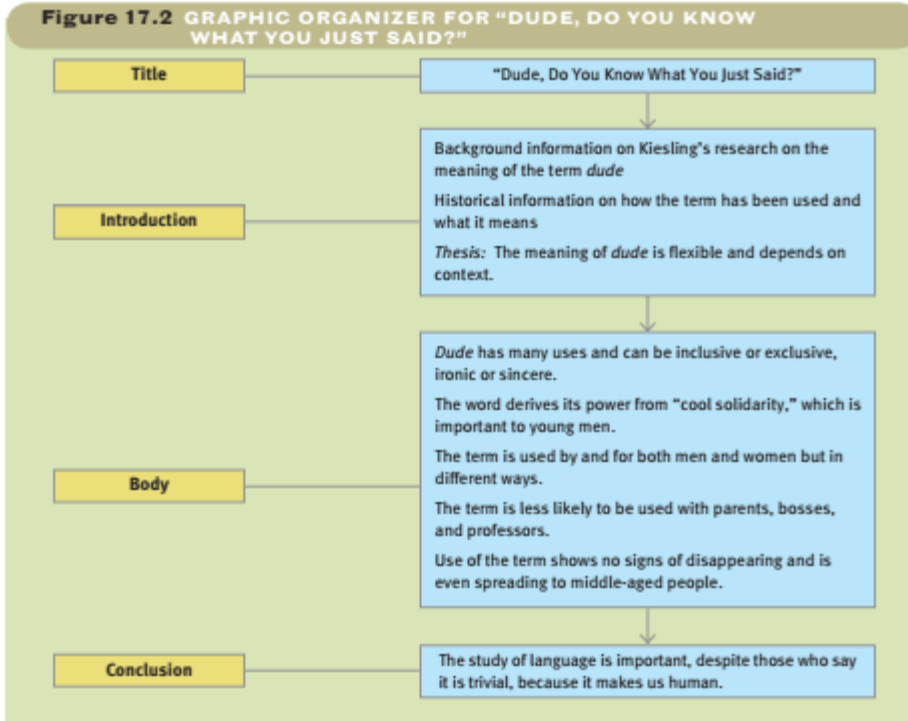 Figure 17.2 GRAPHIC ORGANIZER FOR “DUDE, DO YOU KNOW
WHAT YOU JUST SAID?”
Title
“Dude, Do You Know What You Just Said?”
Introduction
Background information on Kiesling’s research on the
meaning of the term dude
Historical information on how the term has been used and
what it means
Thesis: The meaning of dude is flexible and depends on
context.
Body
Dude has many uses and can be inclusive or exclusive,
ironic or sincere.
The word derives its power from “cool solidarity,” which is
important to young men.
The term is used by and for both men and women but in
different ways.
The term is less likely to be used with parents, bosses,
and professors.
Use of the term shows no signs of disappearing and is
even spreading to middle-aged people.
Conclusion
The study of language is important, despite those who say
it is trivial, because it makes us human.